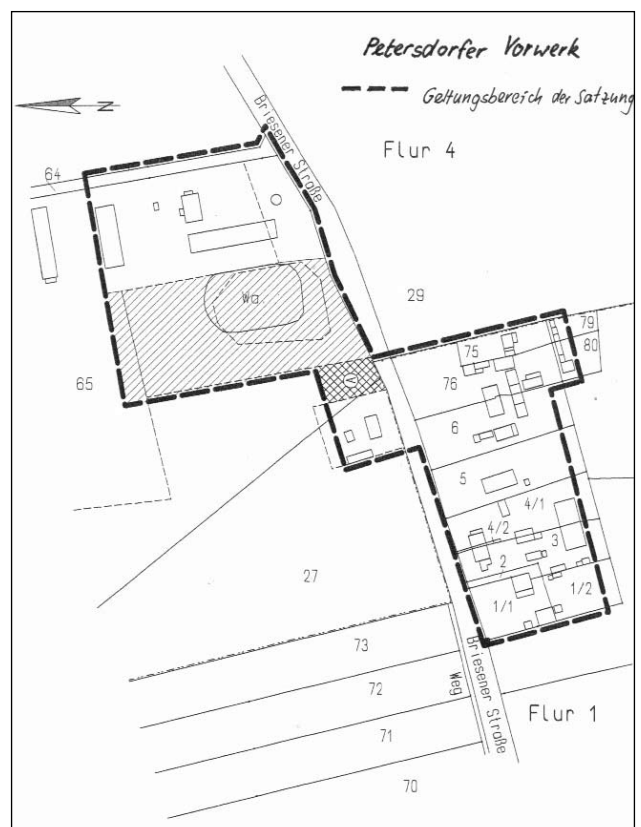 Petersdorfer Vorwerk
Geltungsbereich der Satzung
N
Briesener Straße
Flur 4
64
Wa
29
65
79
80
75
76
V
6
5
4/1
4/2
3
2
27
1/1
1/2
73
72
Weg
Briesener Straße
Flur 1
71
70